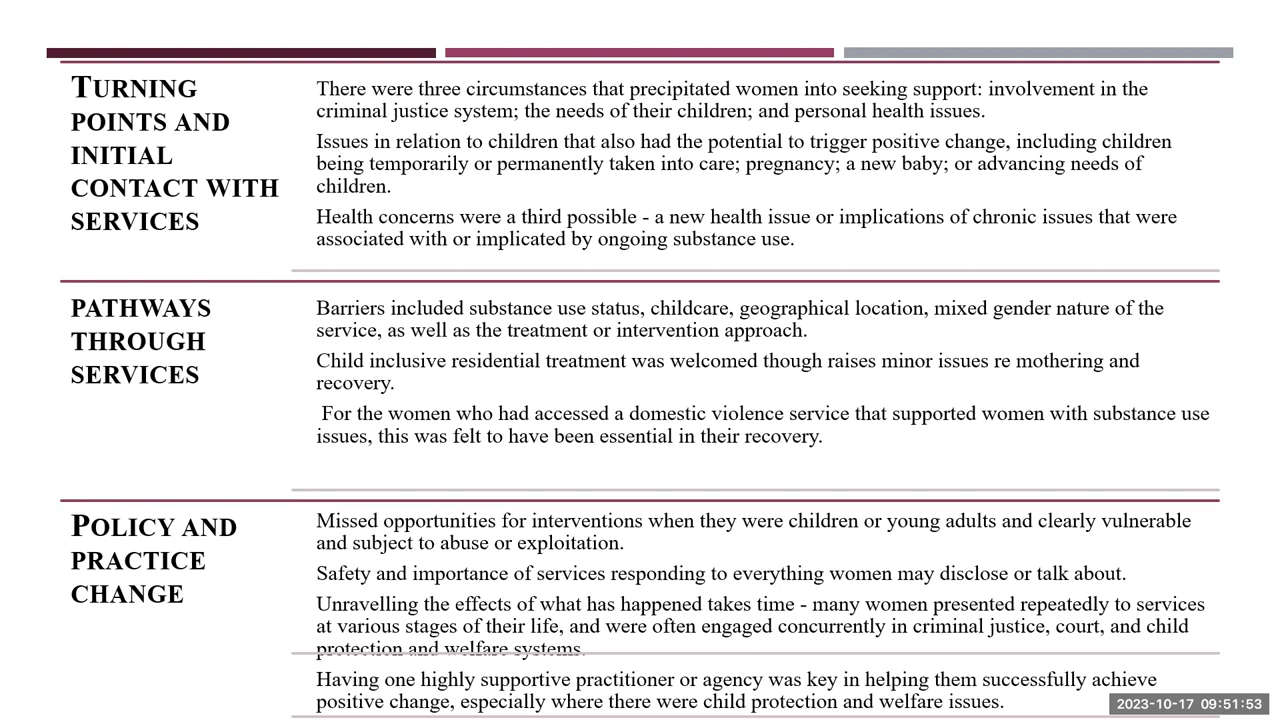 TURNING
POINTS AND
INITIAL
CONTACT WITH
SERVICES
There were three circumstances that precipitated women into seeking support: involvement in the
criminal justice system; the needs of their children; and personal health issues.
Issues in relation to children that also had the potential to trigger positive change, including children
being temporarily or permanently taken into care; pregnancy; a new baby; or advancing needs of
children.
Health concerns were a third possible - a new health issue or implications of chronic issues that were
associated with or implicated by ongoing substance use.
PATHWAYS
THROUGH
SERVICES
Barriers included substance use status, childcare, geographical location, mixed gender nature of the
service, as well as the treatment or intervention approach.
Child inclusive residential treatment was welcomed though raises minor issues re mothering and
recovery.
For the women who had accessed a domestic violence service that supported women with substance use
issues, this was felt to have been essential in their recovery.
POLICY AND
PRACTICE
CHANGE
Missed opportunities for interventions when they were children or young adults and clearly vulnerable
and subject to abuse or exploitation.
Safety and importance of services responding to everything women may disclose or talk about.
Unravelling the effects of what has happened takes time - many women presented repeatedly to services
at various stages of their life, and were often engaged concurrently in criminal justice, court, and child
protection and welfare systems.
Having one highly supportive practitioner or agency was key in helping them successfully achieve
positive change, especially where there were child protection and welfare issues.
2023-10-17 09:51:53